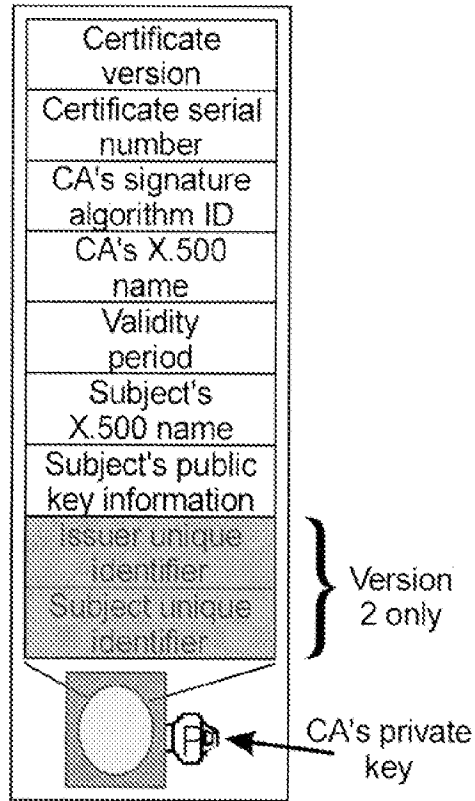 Certificate
version
Certificate serial
number
CA's signature
algorithm ID
CA's X.500
name
Validity
period
Subject's
X.500 name
Subject's public
key information
Issuer unique
identifier
Subject unique
identifier
Version
2 only
P
CA's private
key